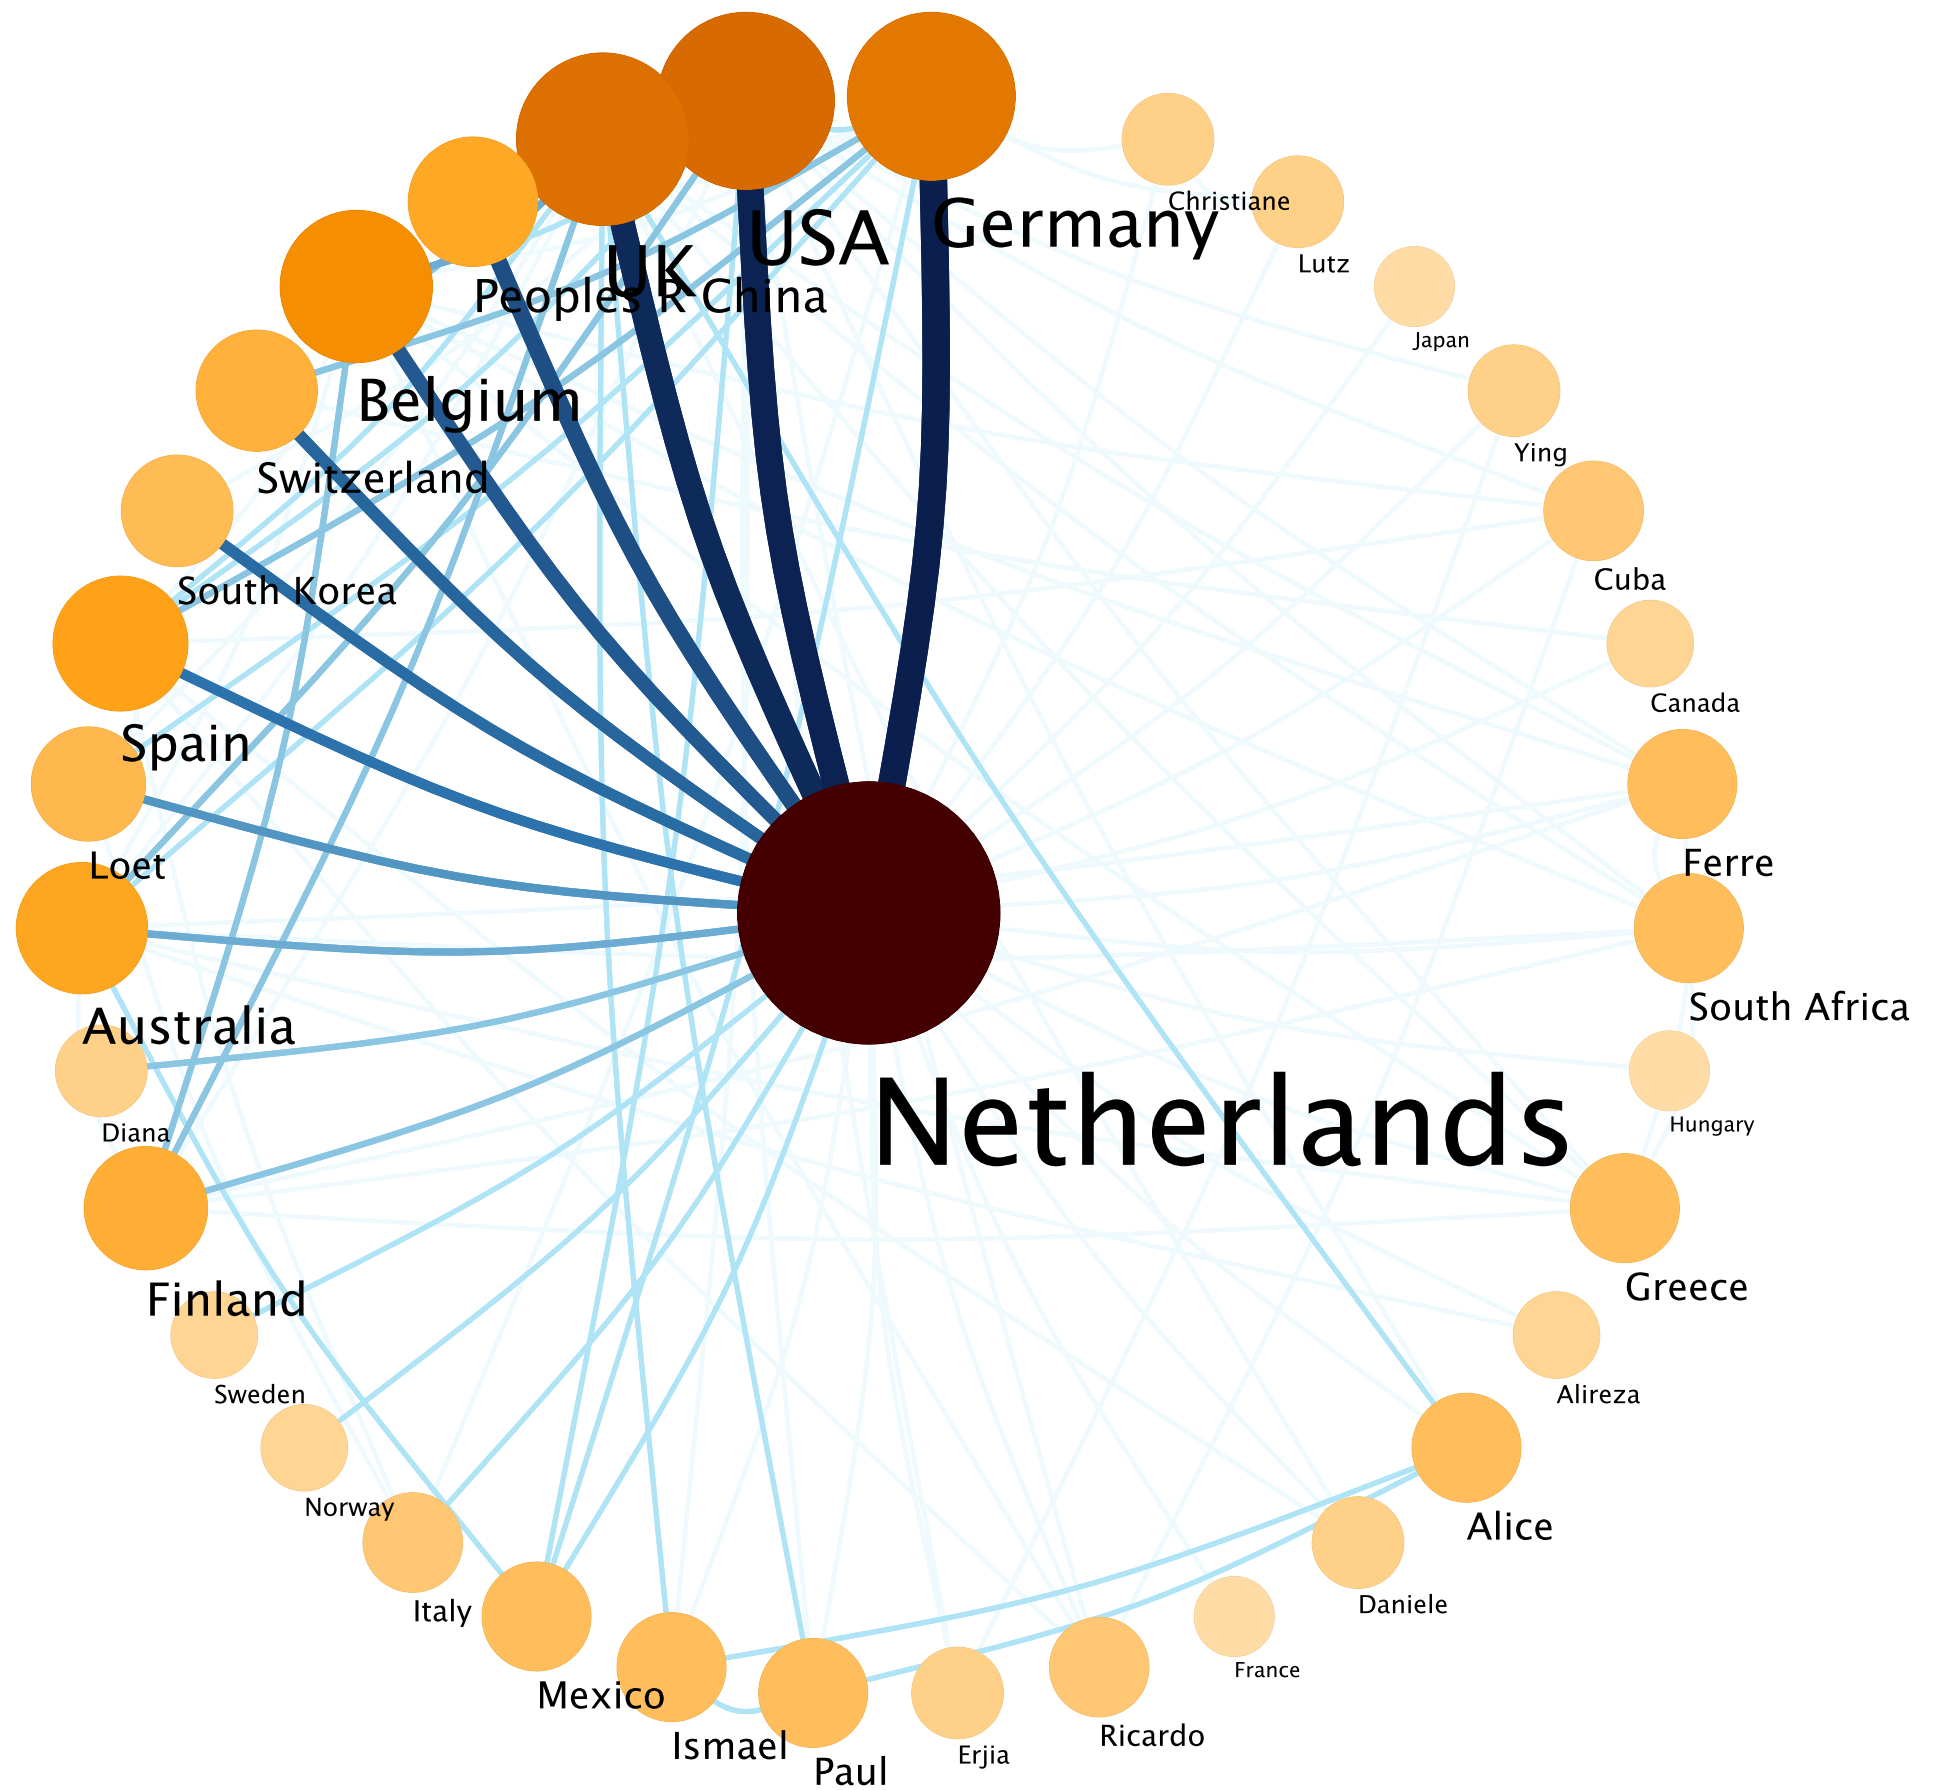 Christiane
Germany
USA
UK
Lutz
Peoples R China
Japan
Belgium
Ying
Switzerland
Cuba
South Korea
Canada
Spain
Loet
Ferre
South Africa
Australia
Hungary
Netherlands
Diana
Greece
Finland
Sweden
Alireza
Norway
Alice
Daniele
Italy
France
Mexico
Ricardo
Ismael
Erjia
Paul